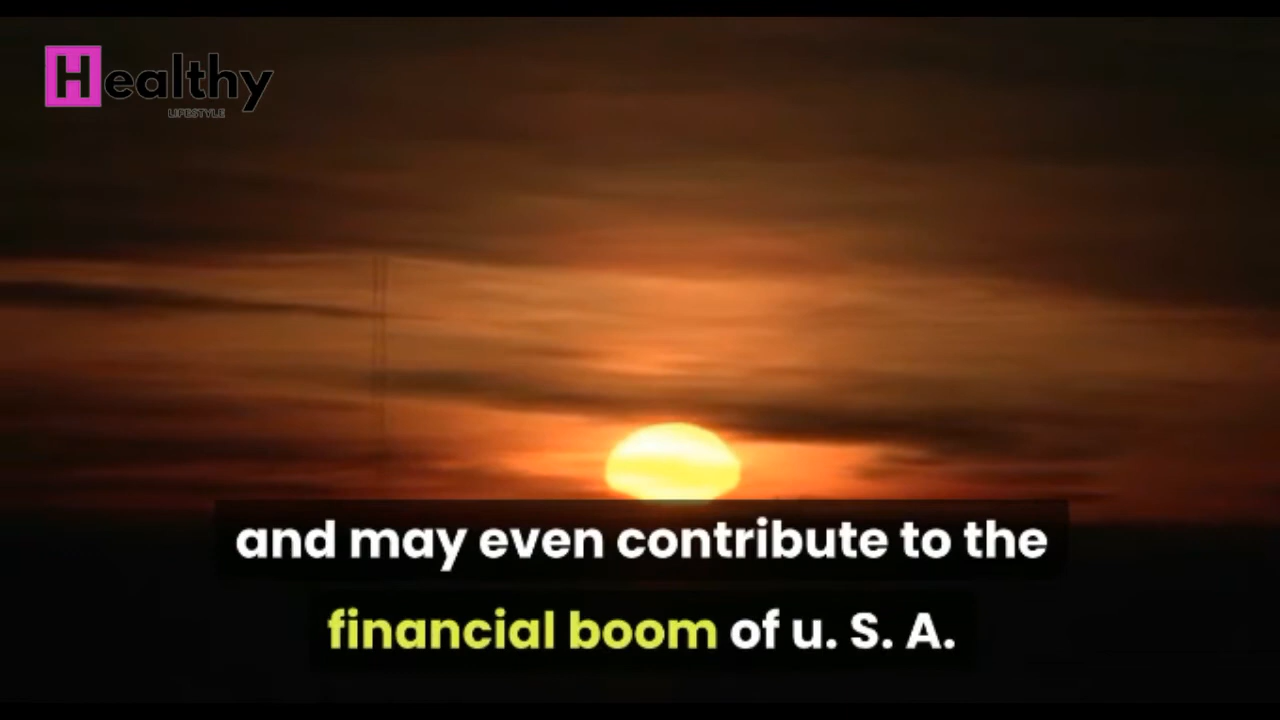 Healthy
LIFESTYLE
and may even contribute to the
financial boom of u. S. A.